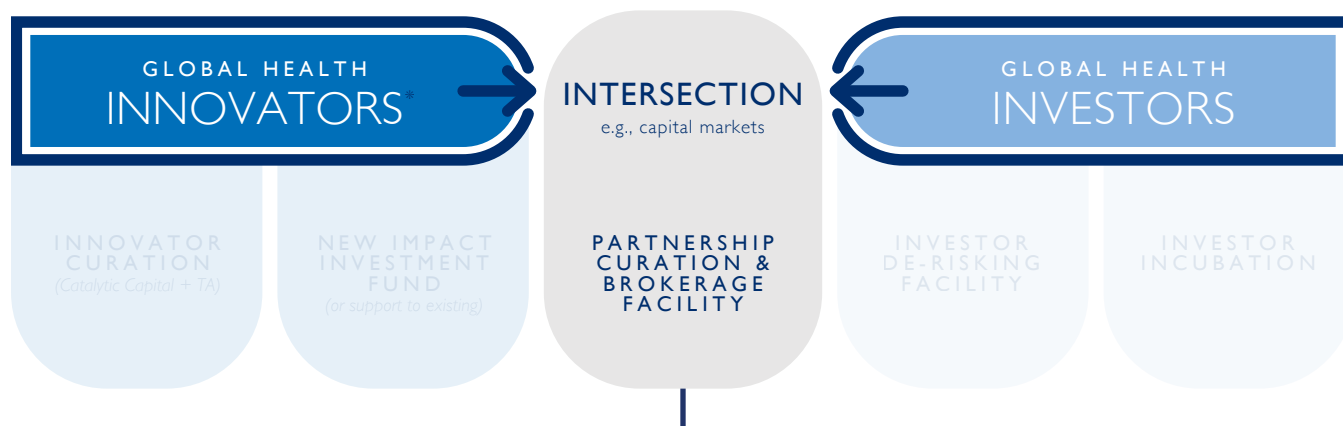 GLOBAL HEALTH
INNOVATORS*
INTERSECTION
e.g., capital markets
GLOBAL HEALTH
INVESTORS
INNOVATOR
CURATION
(Catalytic Capital + TA)
NEW IMPACT
INVESTMENT
FUND
(or support to existing)
PARTNERSHIP
CURATION &
BROKERAGE
FACILITY
INVESTOR
DE-RISKING
FACILITY
INVESTOR
INCUBATION